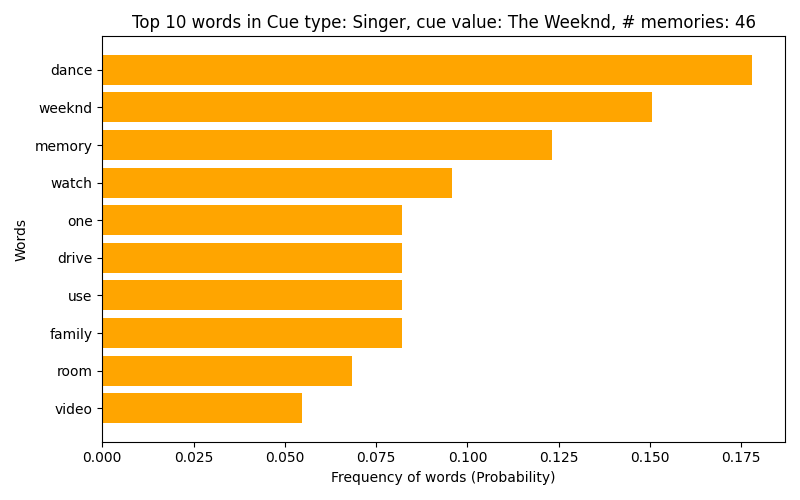 Top 10 words in Cue type: Singer, cue value: The Weeknd, # memories: 46
dance
weeknd
memory
watch
one
drive
use
family
room
video
Words
0.000 0.025 0.050 0.075 0.100 0.125 0.150 0.175
Frequency of words (Probability)